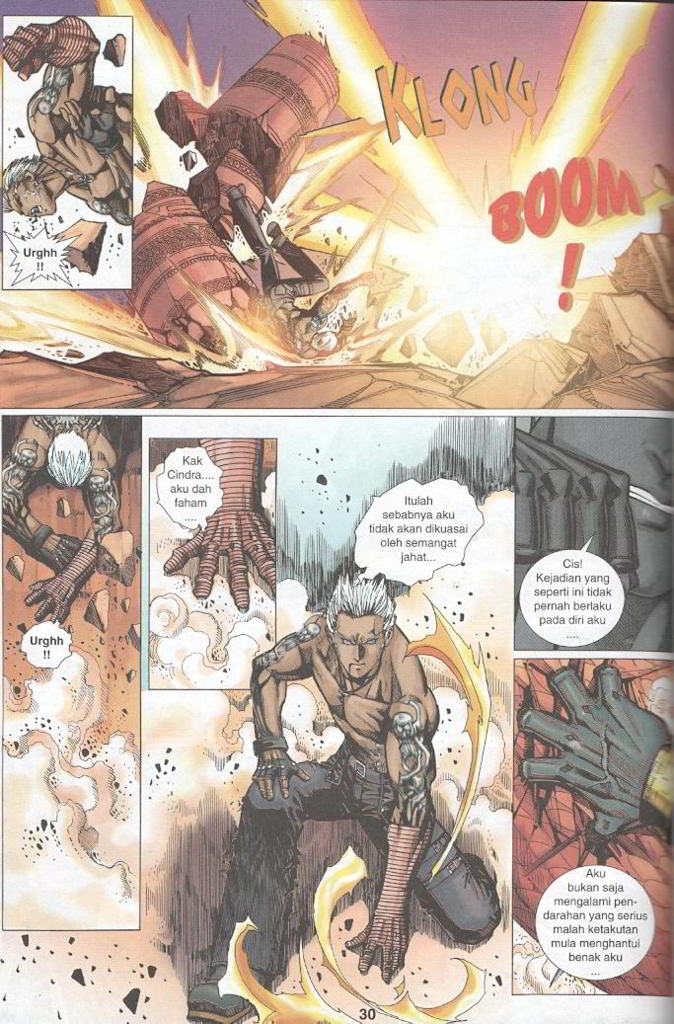 KLONG
BOOM
!
Urghh
!!
Urghh
!!
Kak
Cindra....
aku dah
faham
....
Itulah
sebabnya aku
tidak akan dikuasai
oleh semangat
jahat...
Cis!
Kejadian yang
seperti ini tidak
pernah berlaku
pada diri aku
....
Aku
bukan saja
mengalami pen-
darahan yang serius
malah ketakutan
mula menghantui
benak aku
...
30